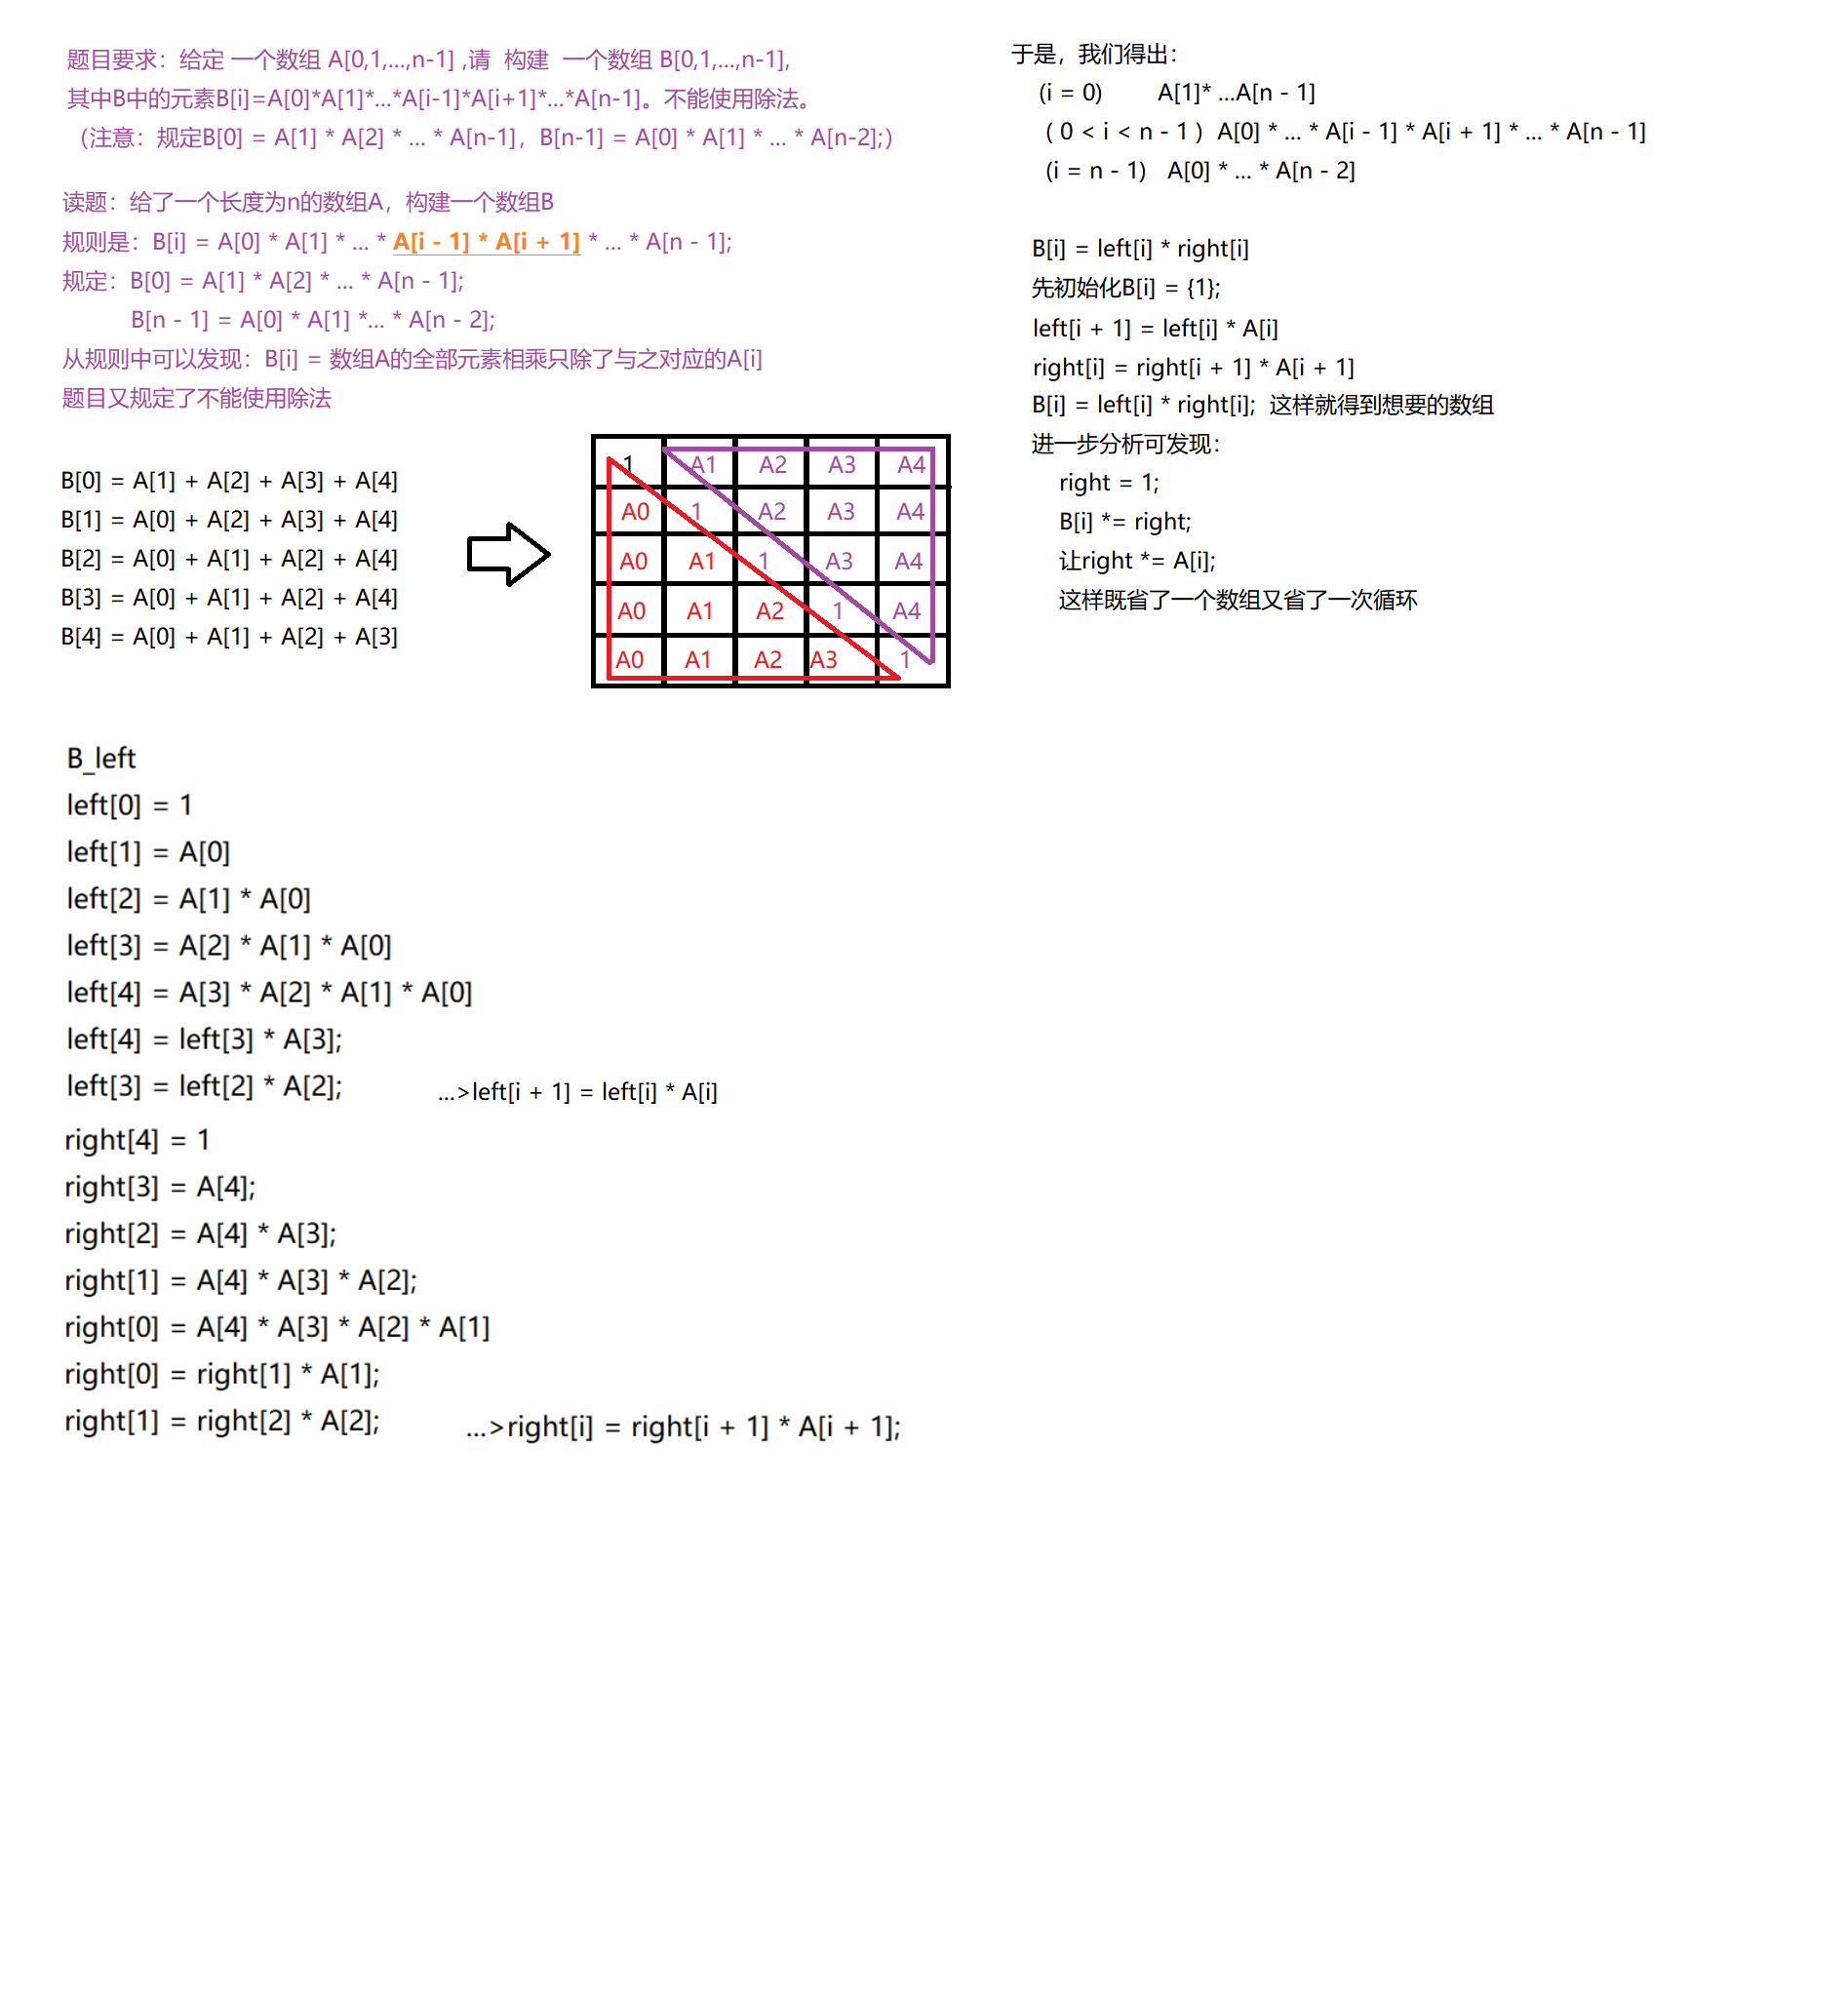 题目要求：给定 一个数组 A[0,1,...,n-1] ,请 构建 一个数组 B[0,1,...,n-1],
其中B中的元素B[i]=A[0]*A[1]*...*A[i-1]*A[i+1]*...*A[n-1]。不能使用除法。
（注意：规定B[0] = A[1] * A[2] * ... * A[n-1]，B[n-1] = A[0] * A[1] * ... * A[n-2];）
读题：给了一个长度为n的数组A，构建一个数组B
规则是：B[i] = A[0] * A[1] * ... * A[i - 1] * A[i + 1] * ... * A[n - 1];
规定：B[0] = A[1] * A[2] * ... * A[n - 1];
B[n - 1] = A[0] * A[1] *... * A[n - 2];
从规则中可以发现：B[i] = 数组A的全部元素相乘只除了与之对应的A[i]
题目又规定了不能使用除法
B[0] = A[1] + A[2] + A[3] + A[4]
B[1] = A[0] + A[2] + A[3] + A[4]
B[2] = A[0] + A[1] + A[2] + A[4]
B[3] = A[0] + A[1] + A[2] + A[4]
B[4] = A[0] + A[1] + A[2] + A[3]
1 A1 A2 A3 A4
A0 1 A2 A3 A4
A0 A1 1 A3 A4
A0 A1 A2 1 A4
A0 A1 A2 A3 1
B_left
left[0] = 1
left[1] = A[0]
left[2] = A[1] * A[0]
left[3] = A[2] * A[1] * A[0]
left[4] = A[3] * A[2] * A[1] * A[0]
left[4] = left[3] * A[3];
left[3] = left[2] * A[2]; ...>left[i + 1] = left[i] * A[i]
right[4] = 1
right[3] = A[4];
right[2] = A[4] * A[3];
right[1] = A[4] * A[3] * A[2];
right[0] = A[4] * A[3] * A[2] * A[1]
right[0] = right[1] * A[1];
right[1] = right[2] * A[2]; ...>right[i] = right[i + 1] * A[i + 1];
于是，我们得出：
(i = 0) A[1]* ...A[n - 1]
( 0 < i < n - 1 ) A[0] * ... * A[i - 1] * A[i + 1] * ... * A[n - 1]
(i = n - 1) A[0] * ... * A[n - 2]
B[i] = left[i] * right[i]
先初始化B[i] = {1};
left[i + 1] = left[i] * A[i]
right[i] = right[i + 1] * A[i + 1]
B[i] = left[i] * right[i]; 这样就得到想要的数组
进一步分析可发现：
right = 1;
B[i] *= right;
让right *= A[i];
这样既省了一个数组又省了一次循环